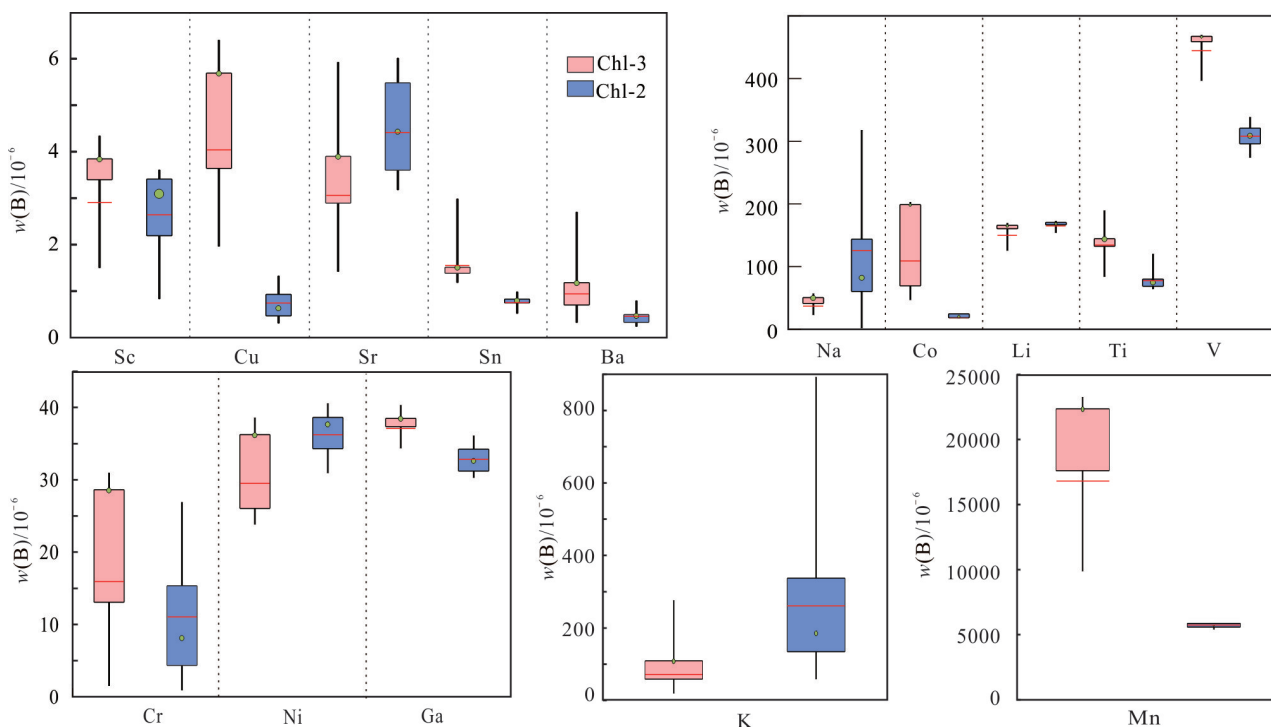 w(B)/10⁻⁶
6
4
2
0
Chl-3
Chl-2
Sc Cu Sr Sn Ba
w(B)/10⁻⁶
400
300
200
100
0
Na Co Li Ti V
w(B)/10⁻⁶
40
30
20
10
0
Cr Ni Ga
w(B)/10⁻⁶
800
600
400
200
0
K
w(B)/10⁻⁶
25000
20000
15000
10000
5000
0
Mn